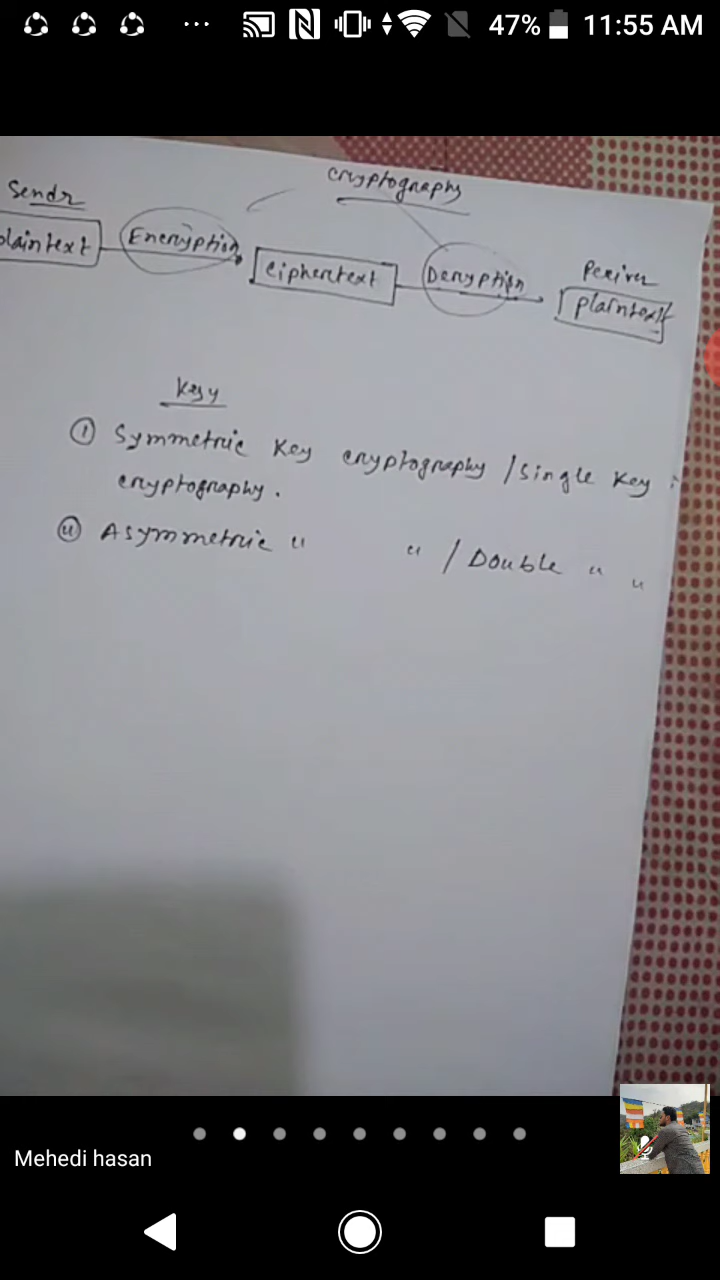 47% 11:55 AM
cryptography
Sendr
plaintext Encryption ciphertext Decryption Reciver plaintext
Key
① Symmetric Key cryptography / Single Key
cryptography.
② Asymmetric " " / Double " "
Mehedi hasan